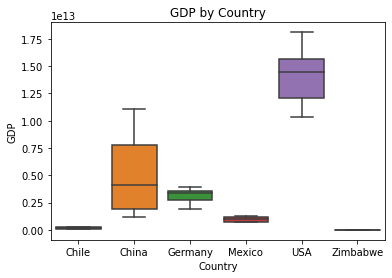 GDP by Country
1e13
1.75
1.50
1.25
1.00
0.75
0.50
0.25
0.00
GDP
Chile China Germany Mexico USA Zimbabwe
Country